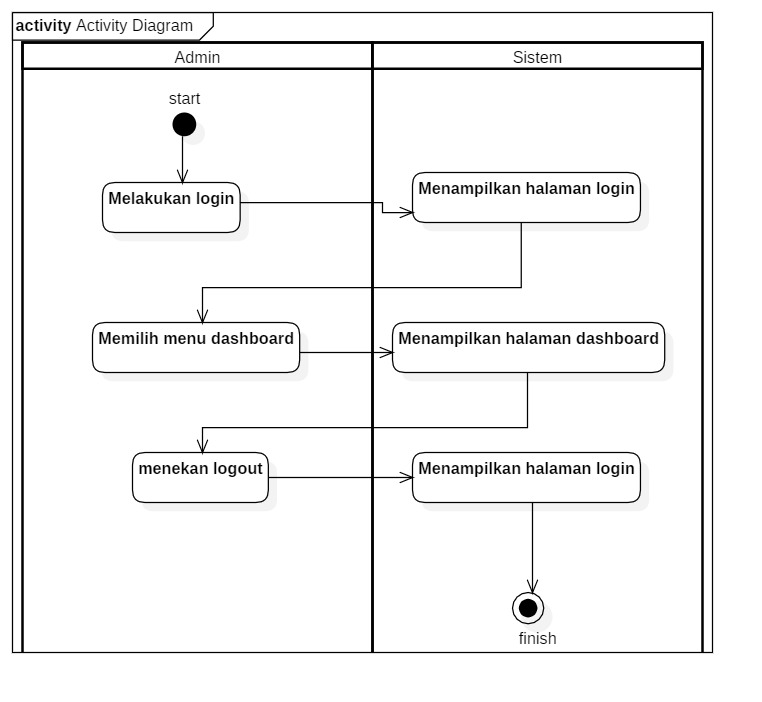 activity Activity Diagram
Admin
Sistem
start
Melakukan login
Menampilkan halaman login
Memilih menu dashboard
Menampilkan halaman dashboard
menekan logout
Menampilkan halaman login
finish